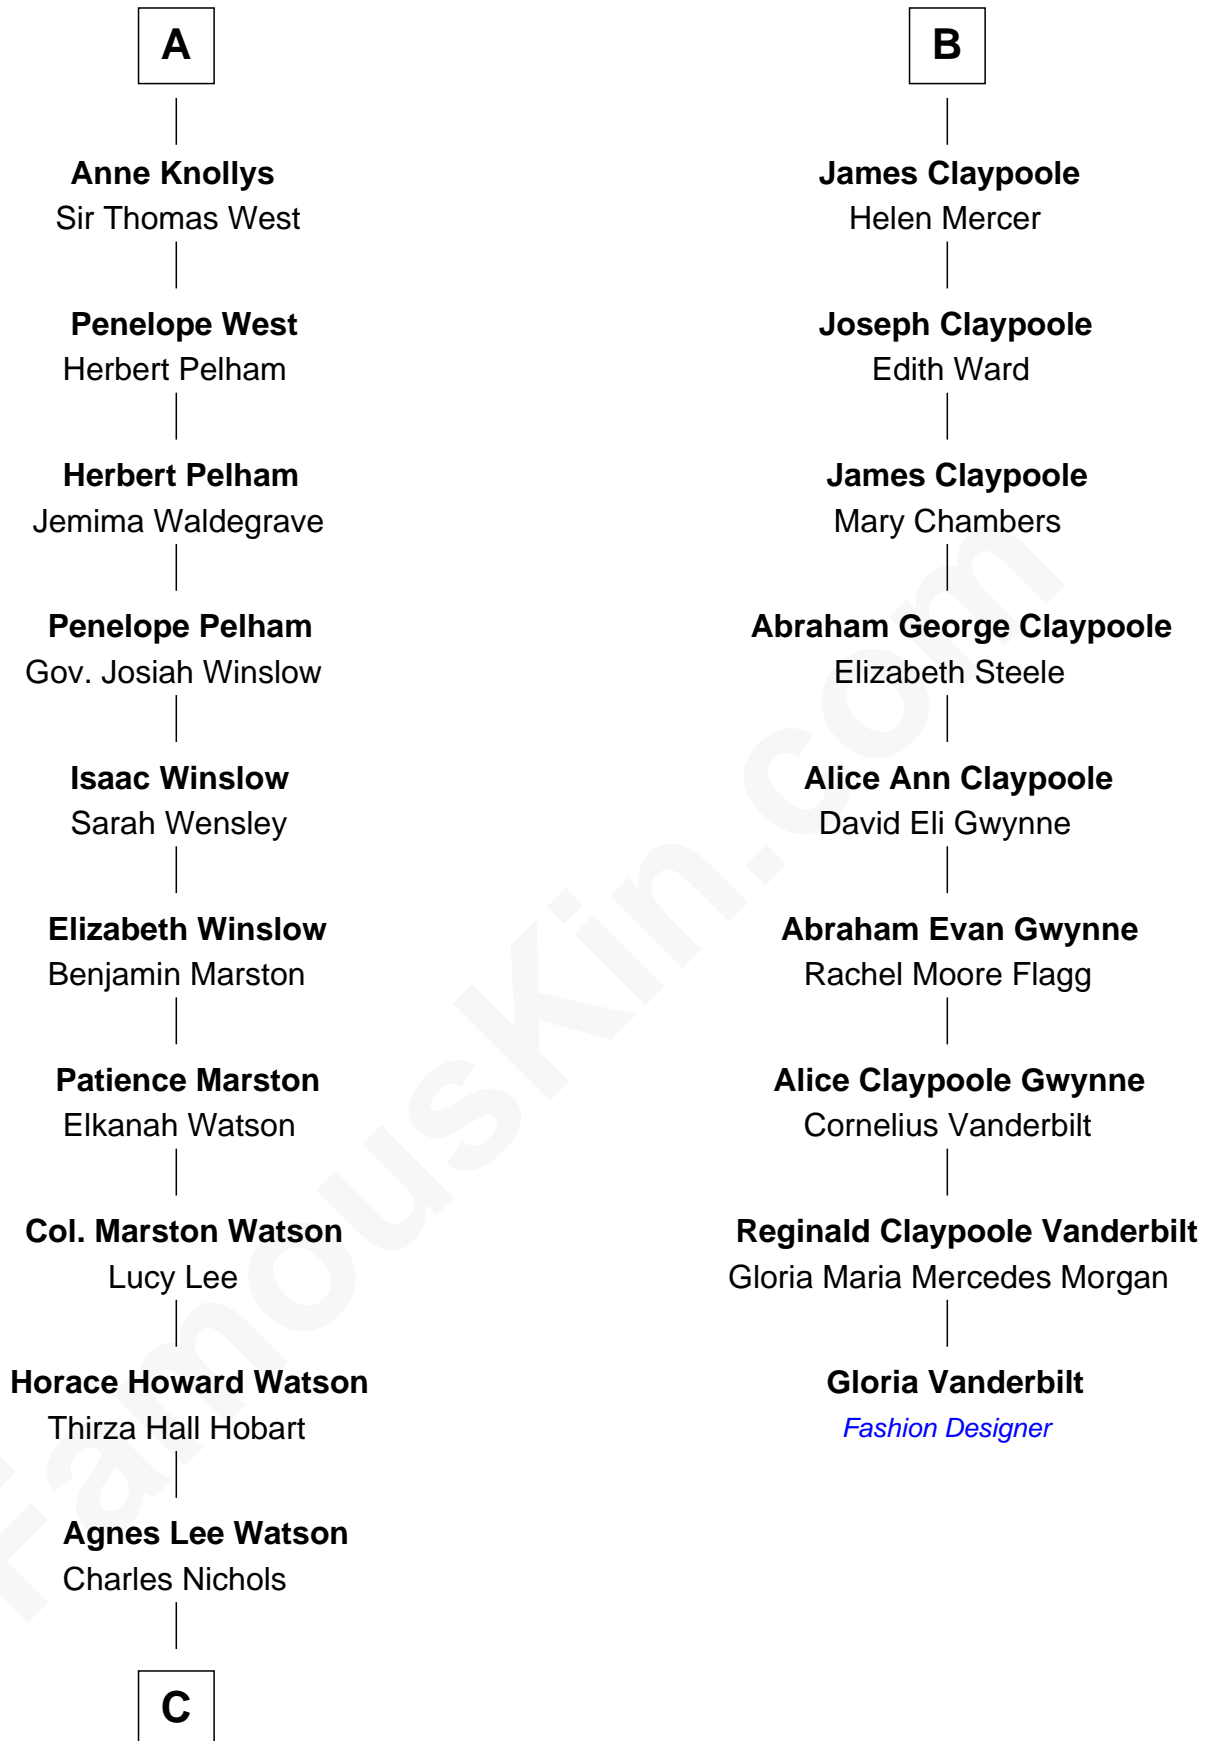 A
Anne Knollys
Sir Thomas West
Penelope West
Herbert Pelham
Herbert Pelham
Jemima Waldegrave
Penelope Pelham
Gov. Josiah Winslow
Isaac Winslow
Sarah Wensley
Elizabeth Winslow
Benjamin Marston
Patience Marston
Elkanah Watson
Col. Marston Watson
Lucy Lee
Horace Howard Watson
Thirza Hall Hobart
Agnes Lee Watson
Charles Nichols
C
B
James Claypoole
Helen Mercer
Joseph Claypoole
Edith Ward
James Claypoole
Mary Chambers
Abraham George Claypoole
Elizabeth Steele
Alice Ann Claypoole
David Eli Gwynne
Abraham Evan Gwynne
Rachel Moore Flagg
Alice Claypoole Gwynne
Cornelius Vanderbilt
Reginald Claypoole Vanderbilt
Gloria Maria Mercedes Morgan
Gloria Vanderbilt
Fashion Designer
FamousKin.com